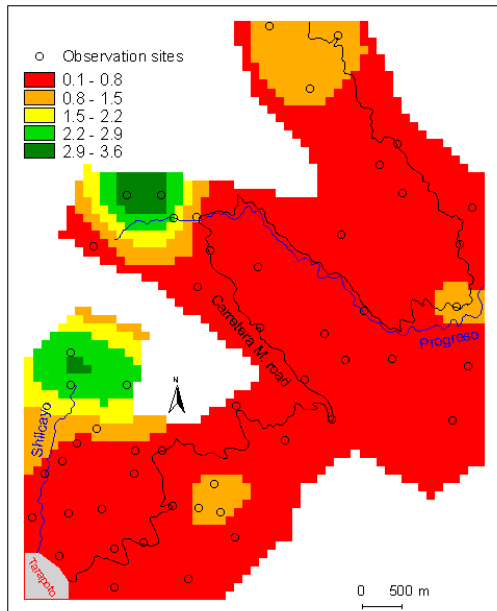 Observation sites
0.1 - 0.8
0.8 - 1.5
1.5 - 2.2
2.2 - 2.9
2.9 - 3.6
Carretera M. road
Progreso
N
Shilcayo
Tarapoto
0 500 m